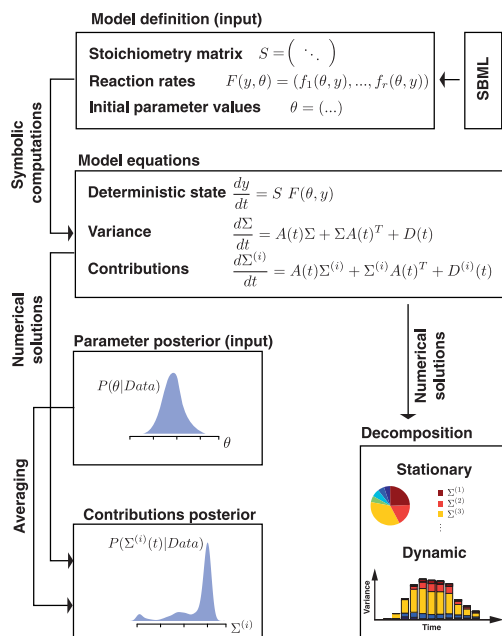 Model definition (input)
Stoichiometry matrix S = ( ⋱ )
Reaction rates F(y, θ) = (f₁(θ, y), ..., fᵣ(θ, y))
Initial parameter values θ = (...)
SBML
Symbolic computations
Model equations
Deterministic state dy/dt = S F(θ, y)
Variance dΣ/dt = A(t)Σ + ΣA(t)ᵀ + D(t)
Contributions dΣ⁽ⁱ⁾/dt = A(t)Σ⁽ⁱ⁾ + Σ⁽ⁱ⁾A(t)ᵀ + D⁽ⁱ⁾(t)
Numerical solutions
Numerical solutions
Parameter posterior (input)
P(θ|Data)
θ
Averaging
Contributions posterior
P(Σ⁽ⁱ⁾(t)|Data)
Σ⁽ⁱ⁾
Decomposition
Stationary
Σ⁽¹⁾
Σ⁽²⁾
Σ⁽³⁾
⋮
Dynamic
Variance
Time